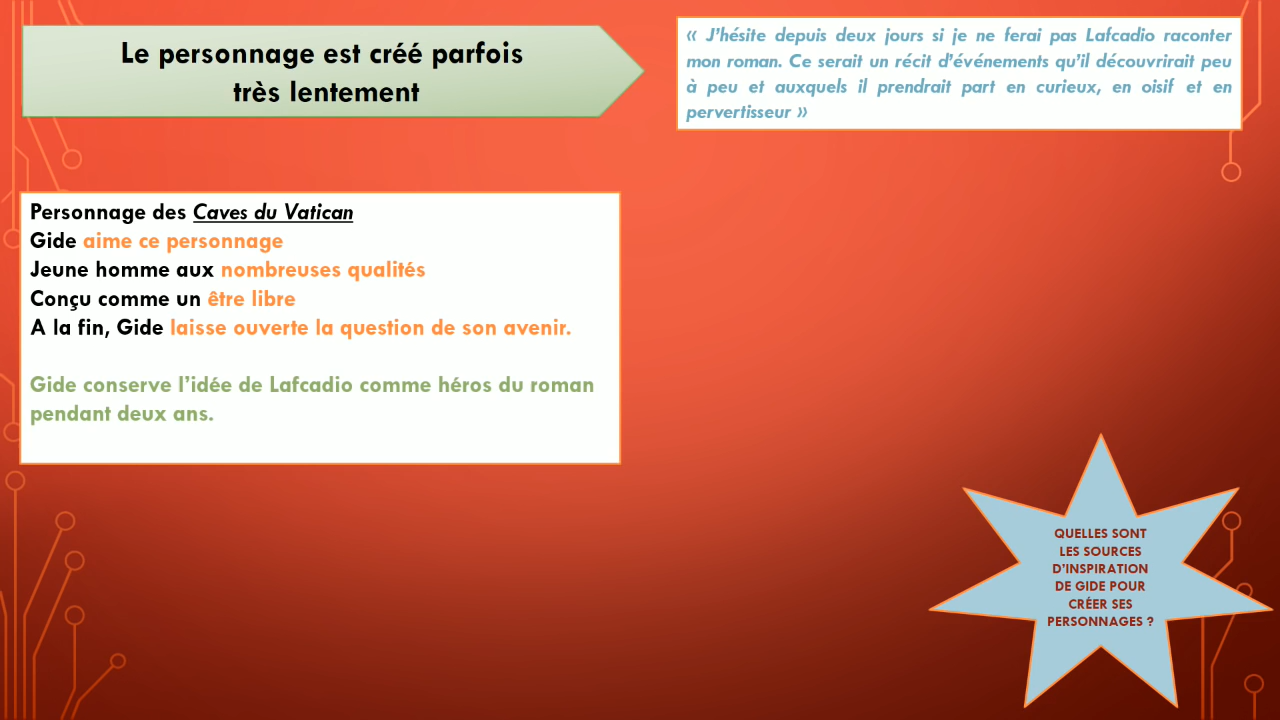 Le personnage est créé parfois
très lentement
« J'hésite depuis deux jours si je ne ferai pas Lafcadio raconter
mon roman. Ce serait un récit d'événements qu'il découvrirait peu
à peu et auxquels il prendrait part en curieux, en oisif et en
pervertisseur »
Personnage des Caves du Vatican
Gide aime ce personnage
Jeune homme aux nombreuses qualités
Conçu comme un être libre
A la fin, Gide laisse ouverte la question de son avenir.
Gide conserve l'idée de Lafcadio comme héros du roman
pendant deux ans.
QUELLES SONT
LES SOURCES
D'INSPIRATION
DE GIDE POUR
CRÉER SES
PERSONNAGES ?